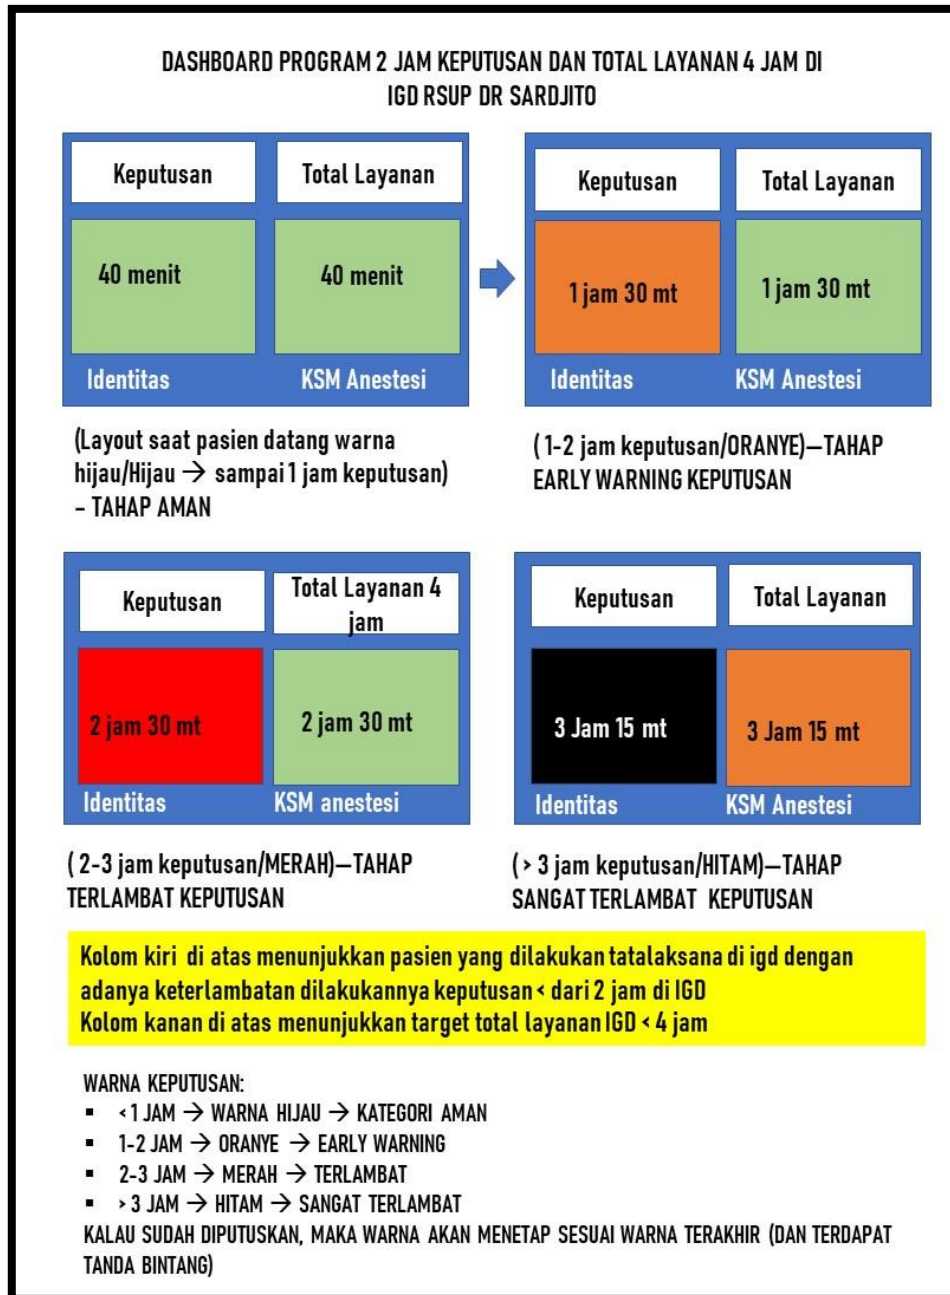 DASHBOARD PROGRAM 2 JAM KEPUTUSAN DAN TOTAL LAYANAN 4 JAM DI
IGD RSUP DR SARDJITO
Keputusan
Total Layanan
40 menit
40 menit
Identitas
KSM Anestesi
(Layout saat pasien datang warna
hijau/Hijau → sampai 1 jam keputusan)
– TAHAP AMAN
Keputusan
Total Layanan
1 jam 30 mt
1 jam 30 mt
Identitas
KSM Anestesi
( 1-2 jam keputusan/ORANYE)—TAHAP
EARLY WARNING KEPUTUSAN
Keputusan
Total Layanan 4
jam
2 jam 30 mt
2 jam 30 mt
Identitas
KSM anestesi
( 2-3 jam keputusan/MERAH)—TAHAP
TERLAMBAT KEPUTUSAN
Keputusan
Total Layanan
3 Jam 15 mt
3 Jam 15 mt
Identitas
KSM Anestesi
( > 3 jam keputusan/HITAM)—TAHAP
SANGAT TERLAMBAT KEPUTUSAN
Kolom kiri di atas menunjukkan pasien yang dilakukan tatalaksana di igd dengan
adanya keterlambatan dilakukannya keputusan < dari 2 jam di IGD
Kolom kanan di atas menunjukkan target total layanan IGD < 4 jam
WARNA KEPUTUSAN:
▪ < 1 JAM → WARNA HIJAU → KATEGORI AMAN
▪ 1-2 JAM → ORANYE → EARLY WARNING
▪ 2-3 JAM → MERAH → TERLAMBAT
▪ > 3 JAM → HITAM → SANGAT TERLAMBAT
KALAU SUDAH DIPUTUSKAN, MAKA WARNA AKAN MENETAP SESUAI WARNA TERAKHIR (DAN TERDAPAT
TANDA BINTANG)